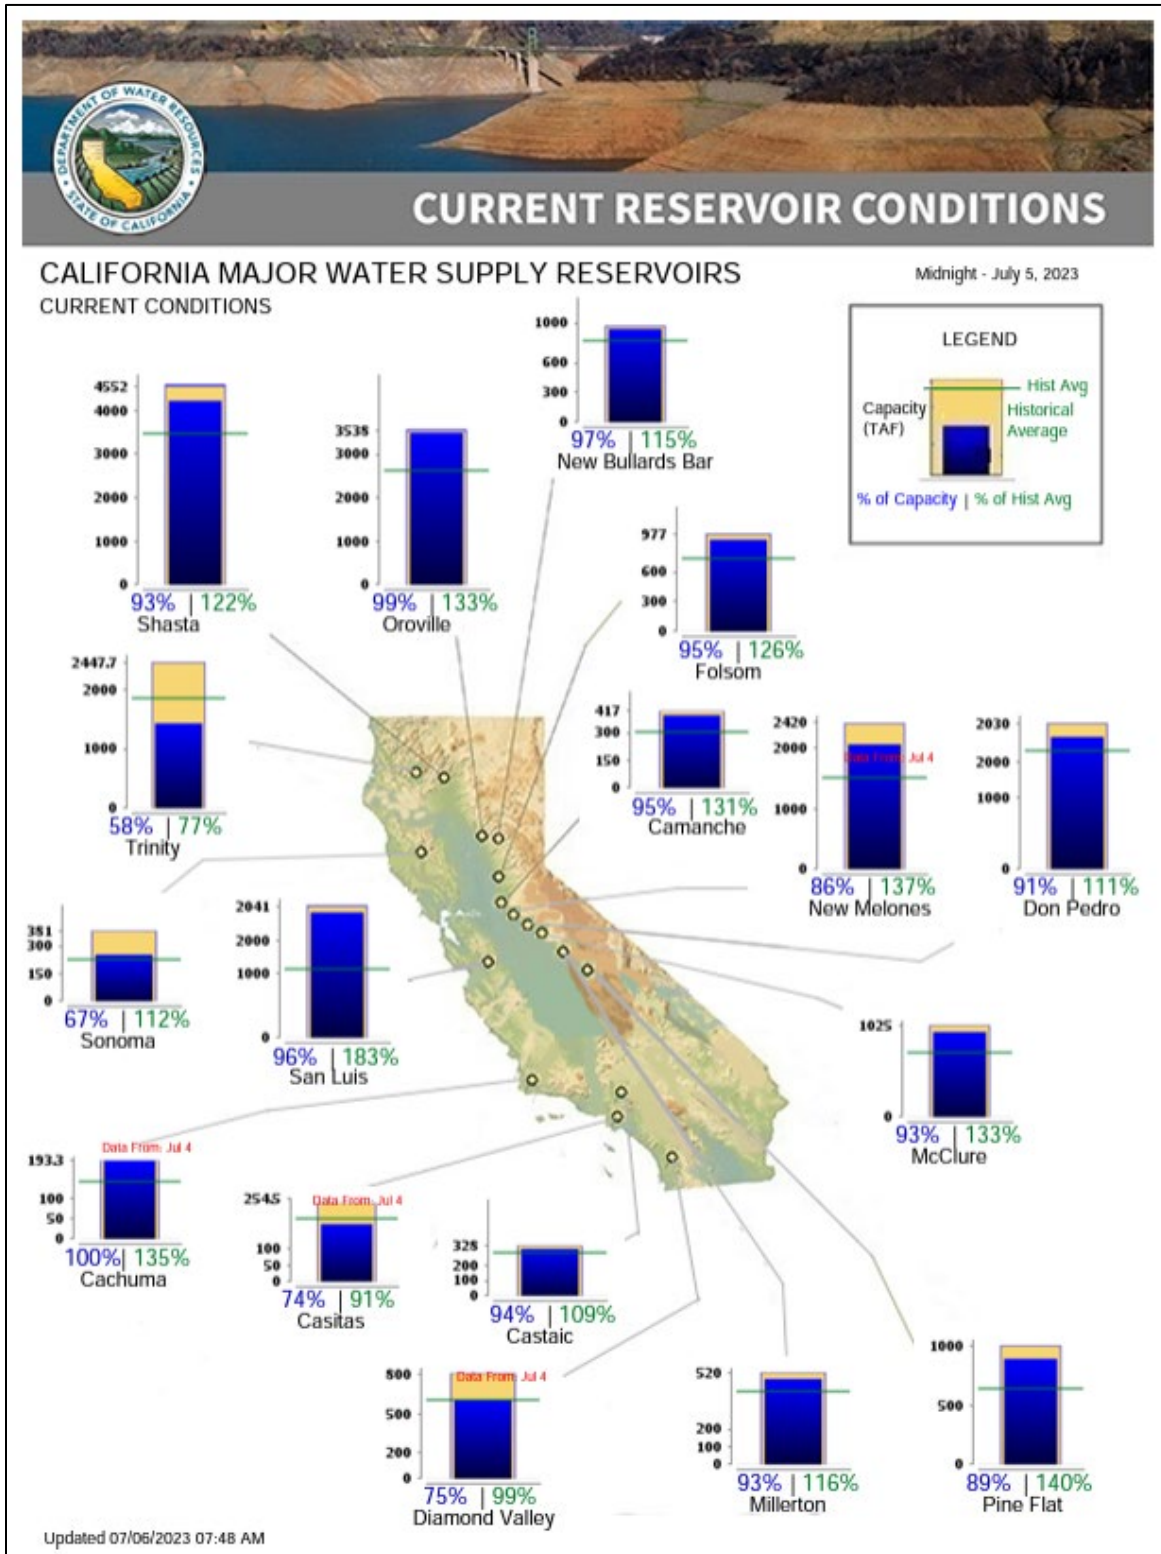 DEPARTMENT OF WATER RESOURCES
STATE OF CALIFORNIA
CURRENT RESERVOIR CONDITIONS
CALIFORNIA MAJOR WATER SUPPLY RESERVOIRS
CURRENT CONDITIONS
Midnight - July 5, 2023
LEGEND
Hist Avg
Capacity
(TAF)
Historical
Average
% of Capacity | % of Hist Avg
1000
600
300
0
97% | 115%
New Bullards Bar
4552
4000
3000
2000
1000
0
93% | 122%
Shasta
3538
3000
2000
1000
0
99% | 133%
Oroville
977
600
300
0
95% | 126%
Folsom
2447.7
2000
1000
0
58% | 77%
Trinity
417
300
150
0
95% | 131%
Camanche
2420
2000
1000
0
Data From: Jul 4
86% | 137%
New Melones
2030
2000
1000
0
91% | 111%
Don Pedro
381
300
150
0
67% | 112%
Sonoma
2041
2000
1000
0
96% | 183%
San Luis
1025
0
93% | 133%
McClure
Data From: Jul 4
193.3
100
50
0
100% | 135%
Cachuma
254.5
100
50
0
Data From: Jul 4
74% | 91%
Casitas
328
200
100
0
94% | 109%
Castaic
800
500
200
0
Data From: Jul 4
75% | 99%
Diamond Valley
520
200
100
0
93% | 116%
Millerton
1000
500
0
89% | 140%
Pine Flat
Updated 07/06/2023 07:48 AM